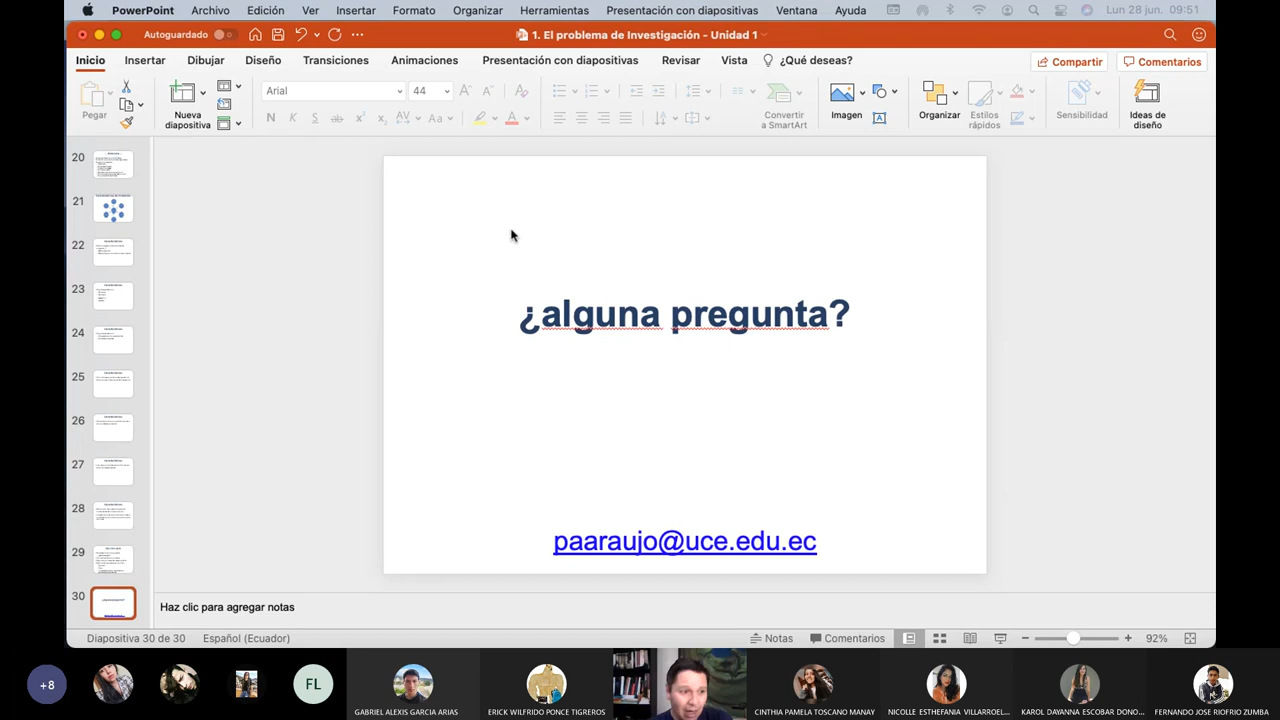 PowerPoint Archivo Edición Ver Insertar Formato Organizar Herramientas Presentación con diapositivas Ventana Ayuda Lun 28 jun. 09:51
Autoguardado
1. El problema de Investigación - Unidad 1
Inicio Insertar Dibujar Diseño Transiciones Animaciones Presentación con diapositivas Revisar Vista ¿Qué desea? Compartir Comentarios
Pegar
Nueva
diapositiva
Arial 44
Convertir
a SmartArt
Imagen
Organizar
Estilos
rápidos
Sensibilidad
Ideas de
diseño
20
21
22
23
24
25
26
27
28
29
30
¿alguna pregunta?
paaraujo@uce.edu.ec
Haz clic para agregar notas
Diapositiva 30 de 30 Español (Ecuador) Notas Comentarios 92%
+8
FL
GABRIEL ALEXIS GARCIA ARIAS
ERICK WILFRIDO PONCE TIGREROS
CINTHIA PAMELA TOSCANO MANAY
NICOLLE ESTHEFANIA VILLARROEL...
KAROL DAYANNA ESCOBAR DONO...
FERNANDO JOSE RIOFRIO ZUMBA